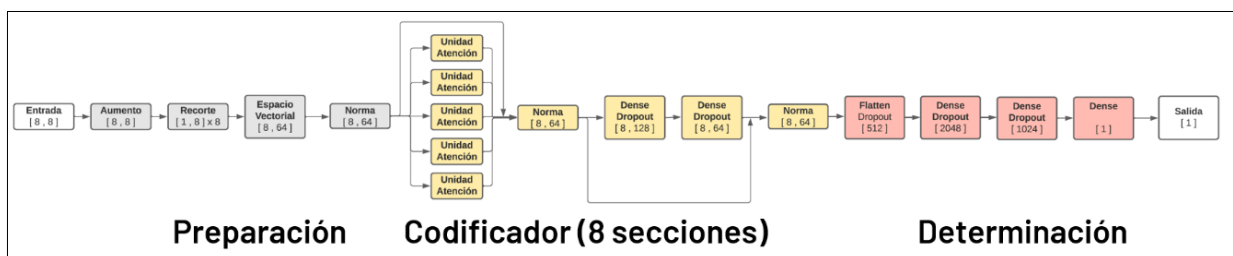 Entrada
[ 8 , 8 ]
Aumento
[ 8 , 8 ]
Recorte
[ 1 , 8 ] x 8
Espacio
Vectorial
[ 8 , 64 ]
Norma
[ 8 , 64 ]
Unidad
Atención
Unidad
Atención
Unidad
Atención
Unidad
Atención
Unidad
Atención
Norma
[ 8 , 64 ]
Dense
Dropout
[ 8 , 128 ]
Dense
Dropout
[ 8 , 64 ]
Norma
[ 8 , 64 ]
Flatten
Dropout
[ 512 ]
Dense
Dropout
[ 2048 ]
Dense
Dropout
[ 1024 ]
Dense
[ 1 ]
Salida
[ 1 ]
Preparación
Codificador (8 secciones)
Determinación